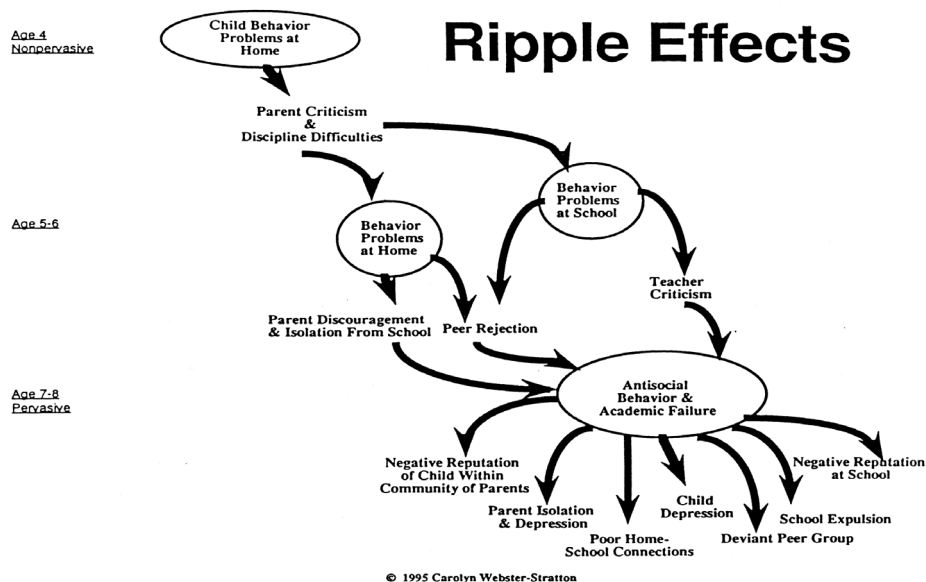 Ripple Effects
Age 4
Nonpervasive
Child Behavior
Problems at
Home
Parent Criticism
&
Discipline Difficulties
Age 5-6
Behavior
Problems
at School
Behavior
Problems
at Home
Teacher
Criticism
Parent Discouragement
& Isolation From School
Peer Rejection
Age 7-8
Pervasive
Antisocial
Behavior &
Academic Failure
Negative Reputation
of Child Within
Community of Parents
Parent Isolation
& Depression
Poor Home-
School Connections
Child
Depression
Deviant Peer Group
School Expulsion
Negative Reputation
at School
© 1995 Carolyn Webster-Stratton